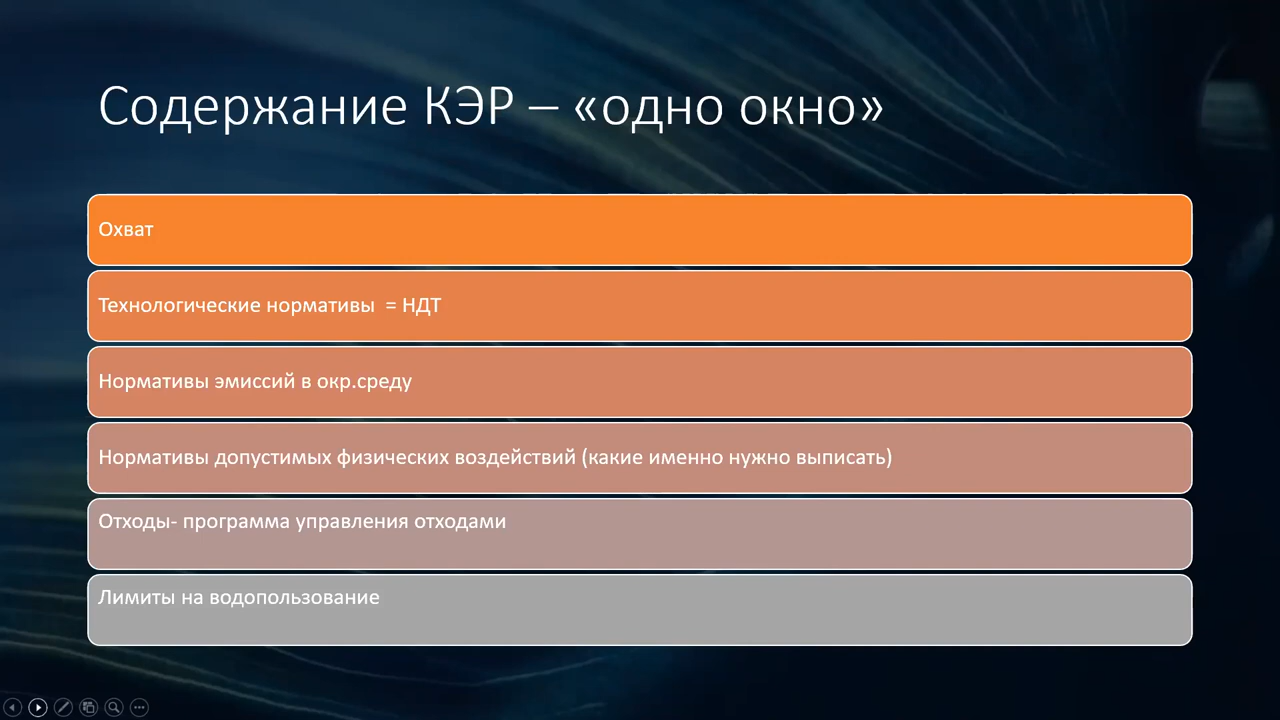 Содержание КЭР – «одно окно»
Охват
Технологические нормативы  = НДТ
Нормативы эмиссий в окр.среду
Нормативы допустимых физических воздействий (какие именно нужно выписать)
Отходы- программа управления отходами
Лимиты на водопользование